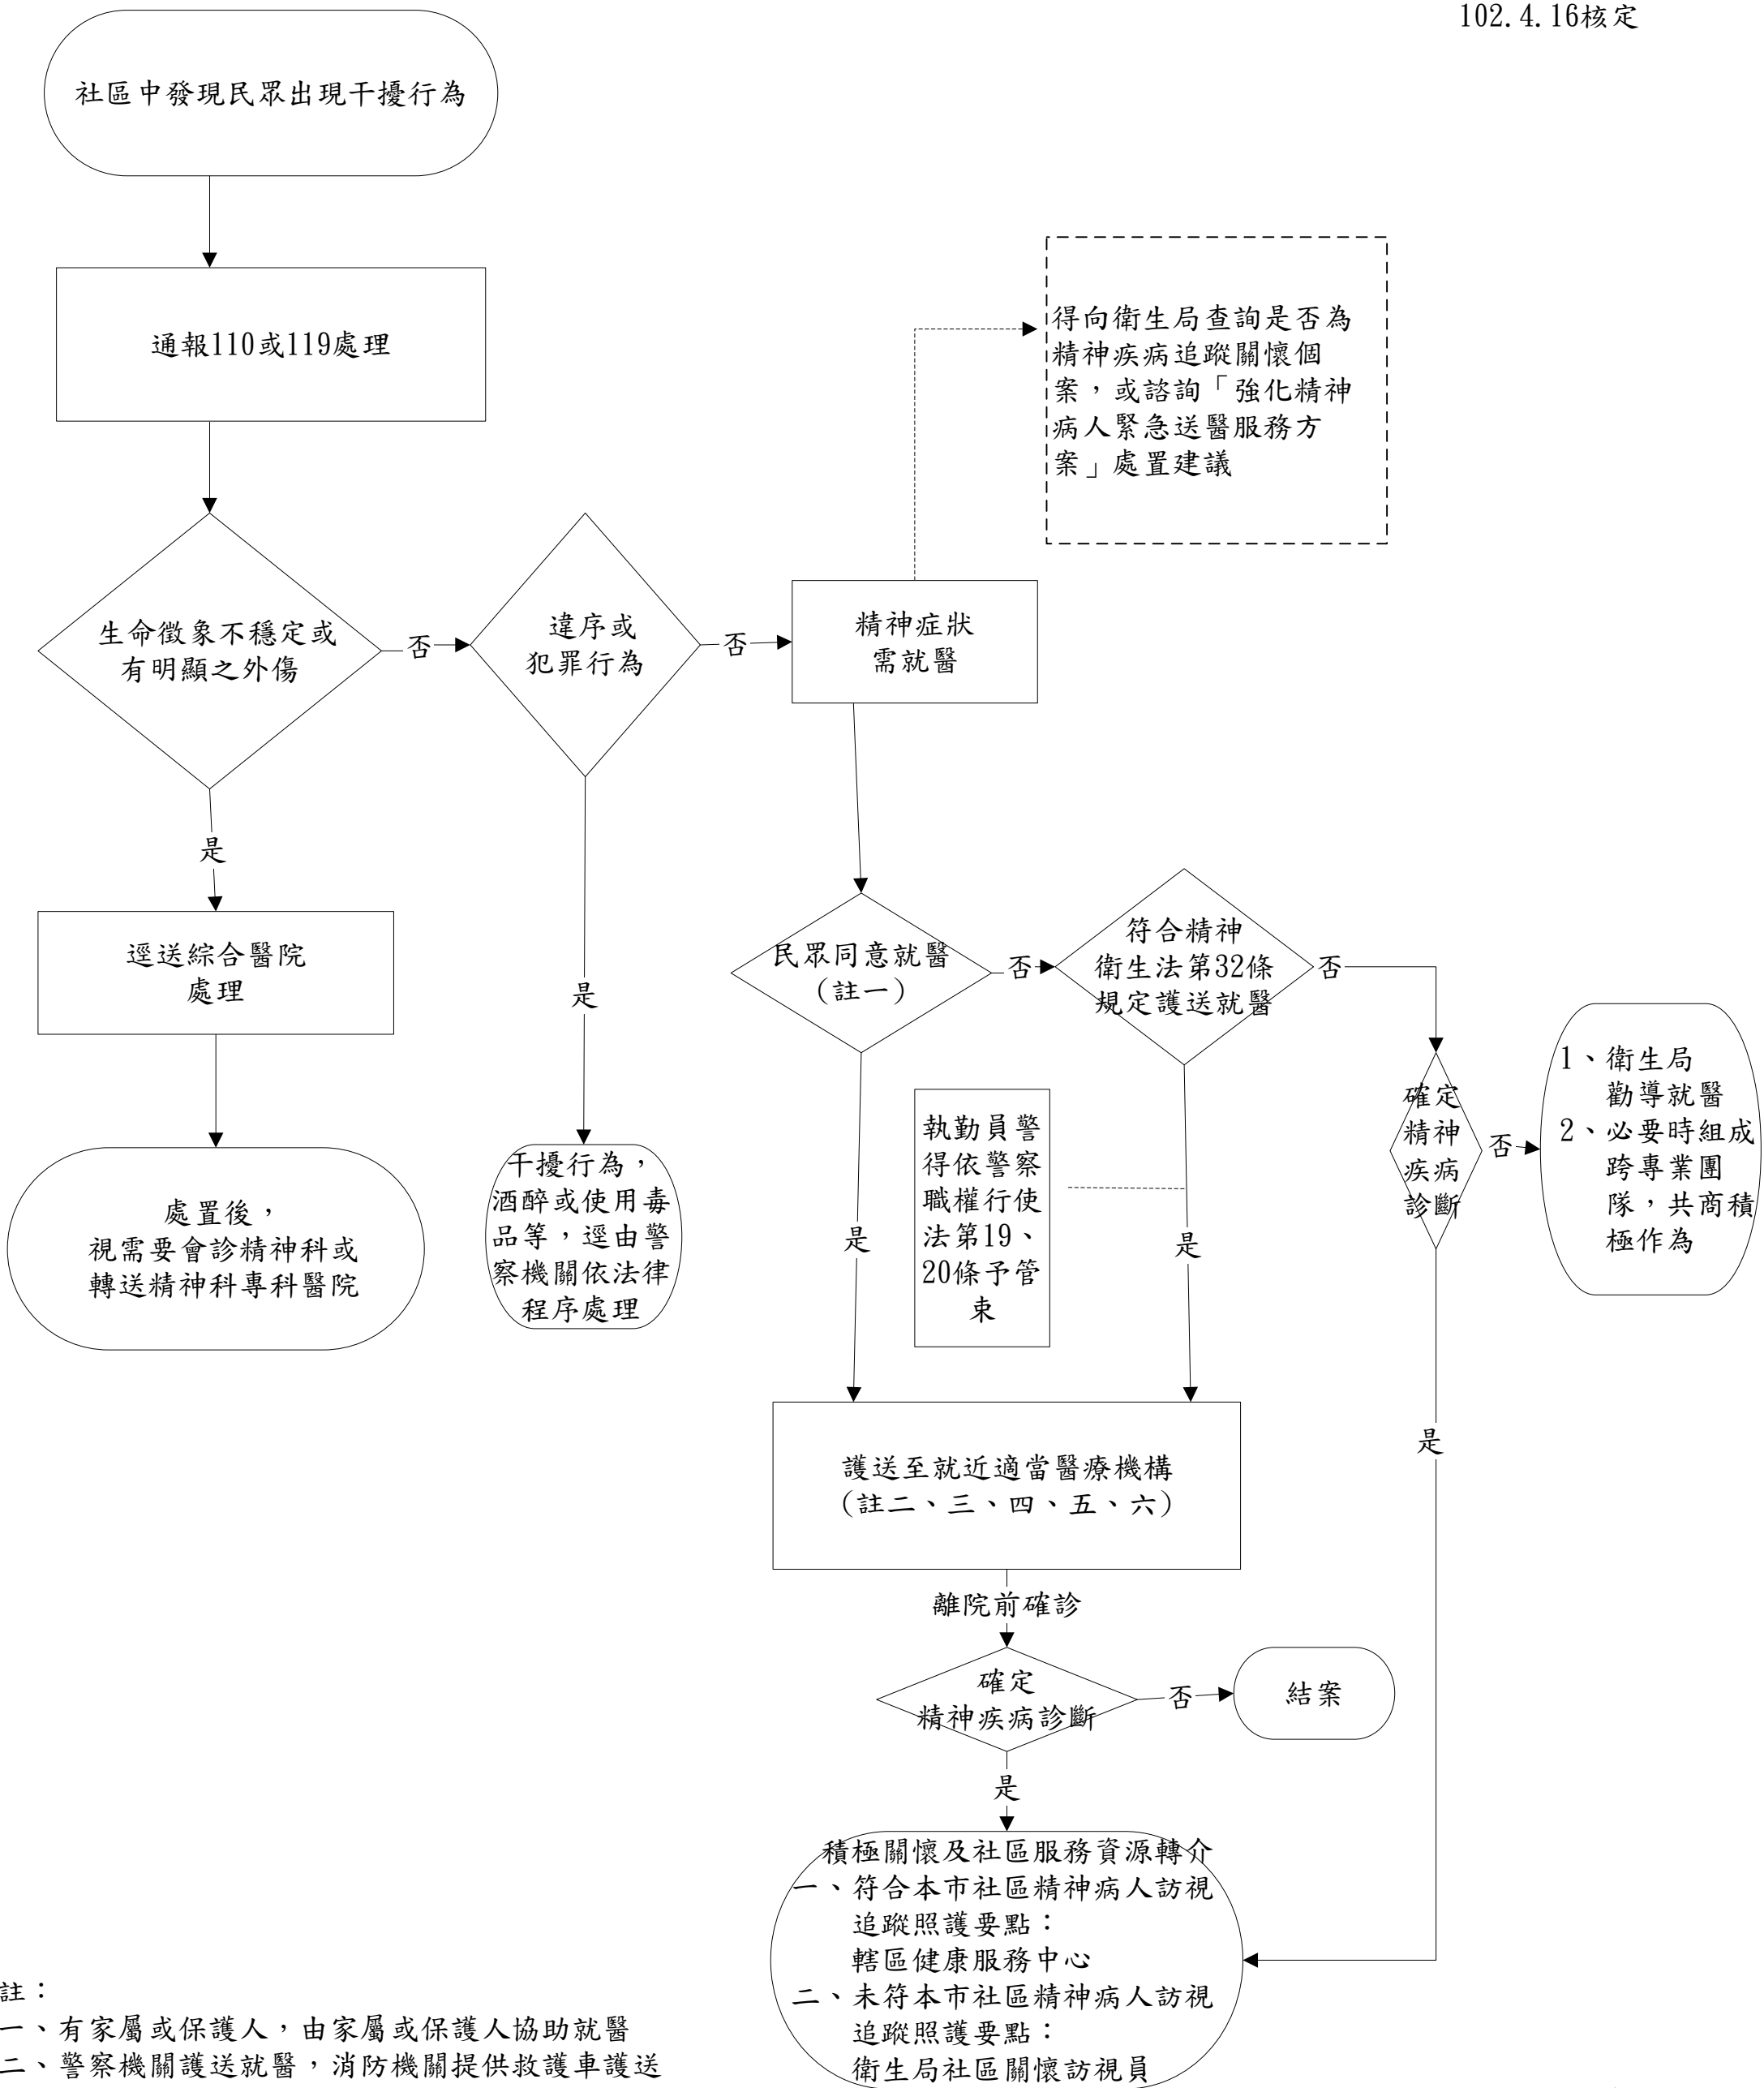 102.4.16核定
社區中發現民眾出現干擾行為
通報110或119處理
得向衛生局查詢是否為
精神疾病追蹤關懷個
案，或諮詢「強化精神
病人緊急送醫服務方
案」處置建議
生命徵象不穩定或
有明顯之外傷
否
違序或
犯罪行為
否
精神症狀
需就醫
是
逕送綜合醫院
處理
處置後，
視需要會診精神科或
轉送精神科專科醫院
是
干擾行為，
酒醉或使用毒
品等，逕由警
察機關依法律
程序處理
民眾同意就醫
(註一)
否
符合精神
衛生法第32條
規定護送就醫
否
確定
精神
疾病
診斷
否
1、衛生局
勸導就醫
2、必要時組成
跨專業團
隊，共商積
極作為
執勤員警
得依警察
職權行使
法第19、
20條予管
束
是
是
是
護送至就近適當醫療機構
(註二、三、四、五、六)
離院前確診
確定
精神疾病診斷
否
結案
是
積極關懷及社區服務資源轉介
一、符合本市社區精神病人訪視
追蹤照護要點：
轄區健康服務中心
二、未符本市社區精神病人訪視
追蹤照護要點：
衛生局社區關懷訪視員
註：
一、有家屬或保護人，由家屬或保護人協助就醫
二、警察機關護送就醫，消防機關提供救護車護送